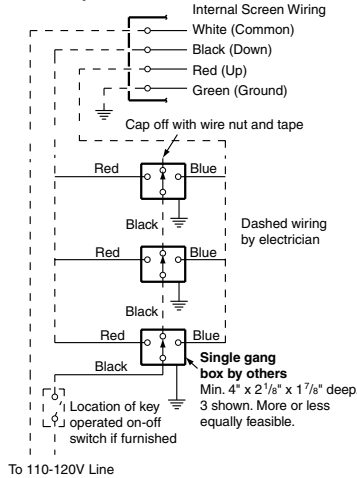 Internal Screen Wiring
White (Common)
Black (Down)
Red (Up)
Green (Ground)
Cap off with wire nut and tape
Red Blue
Black
Dashed wiring
by electrician
Red Blue
Black
Red Blue
Black
Single gang
box by others
Min. 4" x 2 1/8" x 1 7/8" deep
3 shown. More or less
equally feasible.
Location of key
operated on-off
switch if furnished
To 110-120V Line